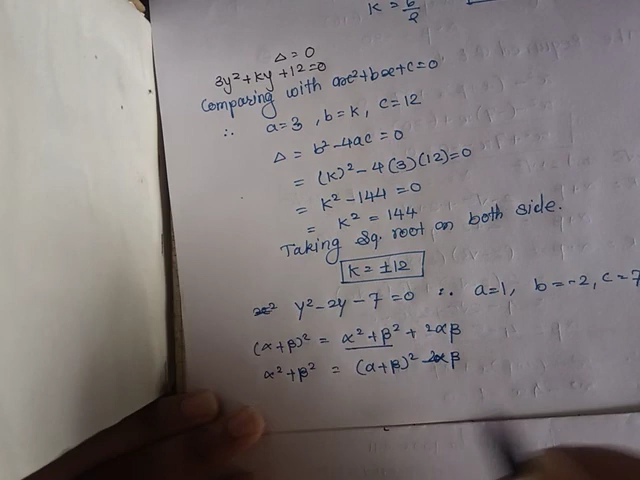 K = 6/2
Δ = 0
3y² + ky + 12 = 0
Comparing with ax² + bx + c = 0
∴ a = 3, b = k, c = 12
Δ = b² - 4ac = 0
= (k)² - 4(3)(12) = 0
= k² - 144 = 0
= k² = 144
Taking Sq. root on both side.
K = ±12
y² - 2y - 7 = 0 ∴ a = 1, b = -2, c = 7
(α + β)² = α² + β² + 2αβ
α² + β² = (α + β)² - 2αβ